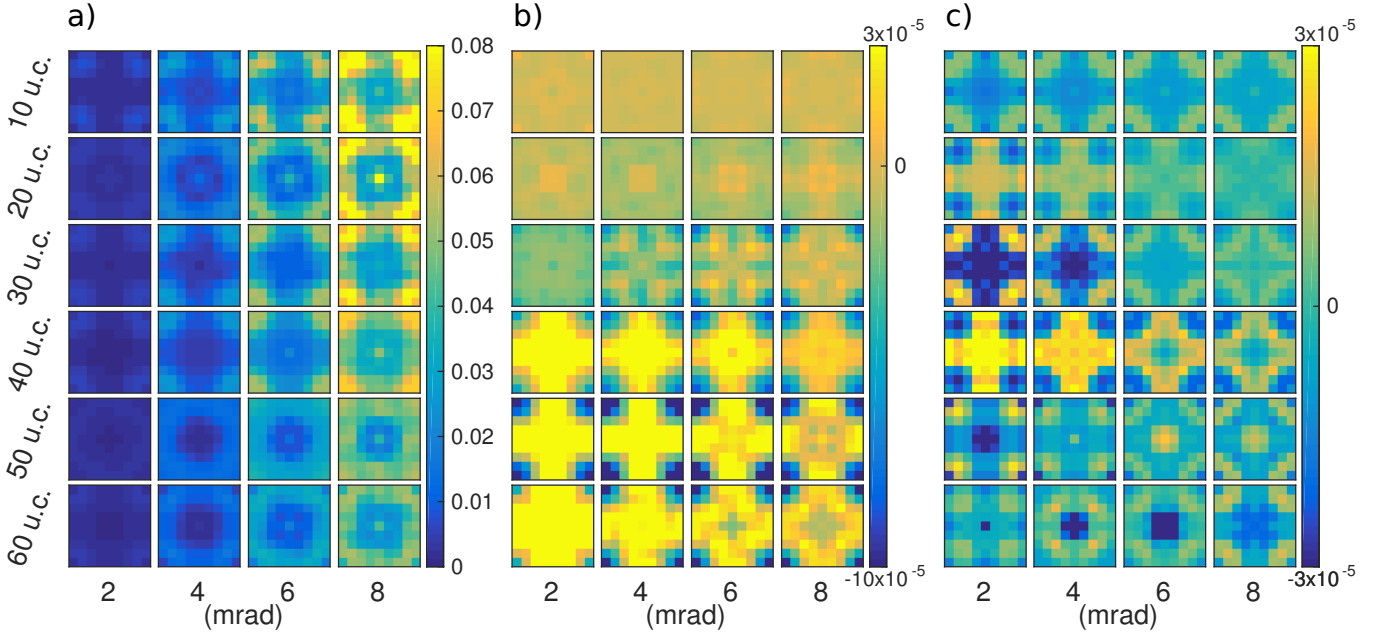 a)
b)
c)
10 u.c.
20 u.c.
30 u.c.
40 u.c.
50 u.c.
60 u.c.
0.08
0.07
0.06
0.05
0.04
0.03
0.02
0.01
0
3x10⁻⁵
0
-10x10⁻⁵
3x10⁻⁵
0
-3x10⁻⁵
2 4 6 8
(mrad)
2 4 6 8
(mrad)
2 4 6 8
(mrad)